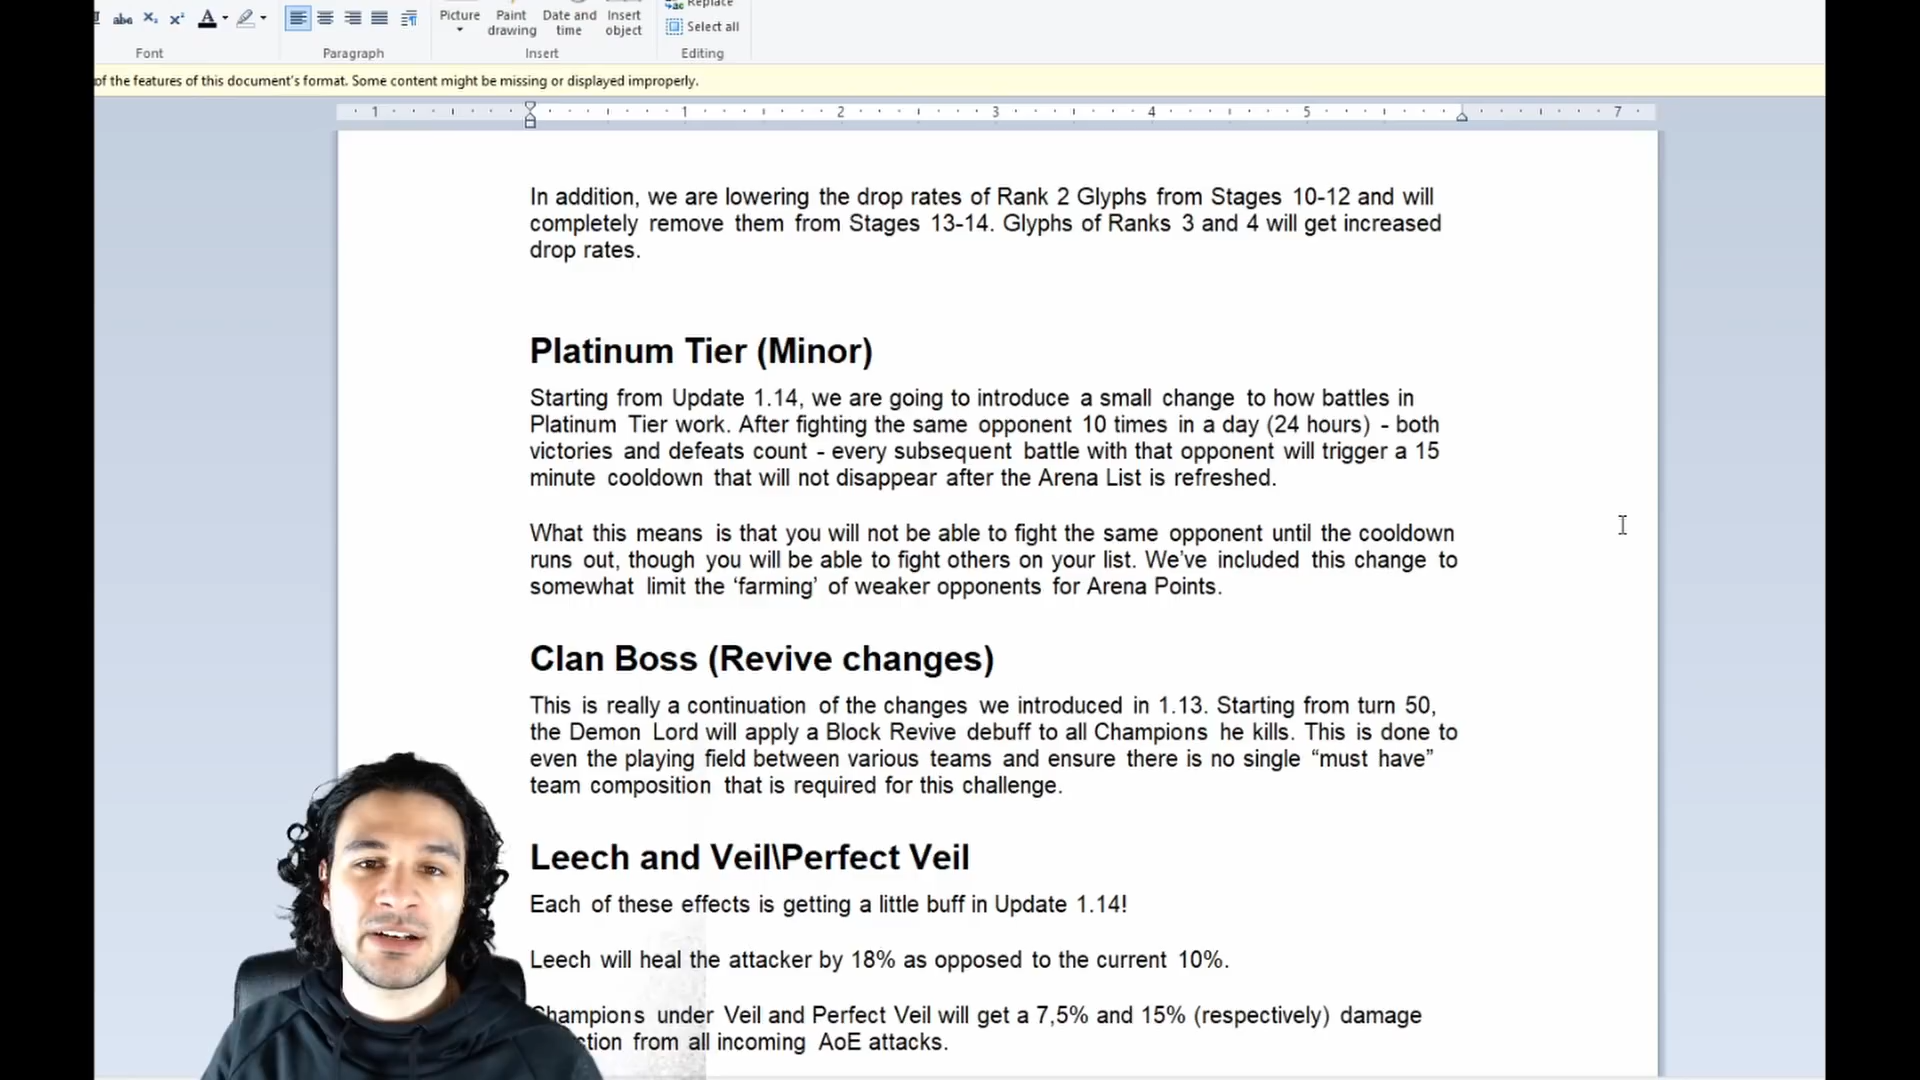 Replace
Picture
Paint drawing
Date and time
Insert object
Select all
Font
Paragraph
Insert
Editing
of the features of this document's format. Some content might be missing or displayed improperly.
1 1 2 3 4 5 7
In addition, we are lowering the drop rates of Rank 2 Glyphs from Stages 10-12 and will
completely remove them from Stages 13-14. Glyphs of Ranks 3 and 4 will get increased
drop rates.
Platinum Tier (Minor)
Starting from Update 1.14, we are going to introduce a small change to how battles in
Platinum Tier work. After fighting the same opponent 10 times in a day (24 hours) - both
victories and defeats count - every subsequent battle with that opponent will trigger a 15
minute cooldown that will not disappear after the Arena List is refreshed.
What this means is that you will not be able to fight the same opponent until the cooldown
runs out, though you will be able to fight others on your list. We've included this change to
somewhat limit the 'farming' of weaker opponents for Arena Points.
Clan Boss (Revive changes)
This is really a continuation of the changes we introduced in 1.13. Starting from turn 50,
the Demon Lord will apply a Block Revive debuff to all Champions he kills. This is done to
even the playing field between various teams and ensure there is no single “must have”
team composition that is required for this challenge.
Leech and Veil\Perfect Veil
Each of these effects is getting a little buff in Update 1.14!
Leech will heal the attacker by 18% as opposed to the current 10%.
Champions under Veil and Perfect Veil will get a 7,5% and 15% (respectively) damage
from all incoming AoE attacks.